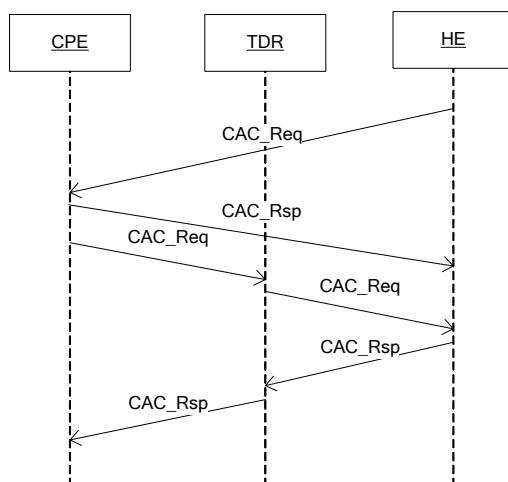 CPE
TDR
HE
CAC_Req
CAC_Rsp
CAC_Req
CAC_Req
CAC_Rsp
CAC_Rsp